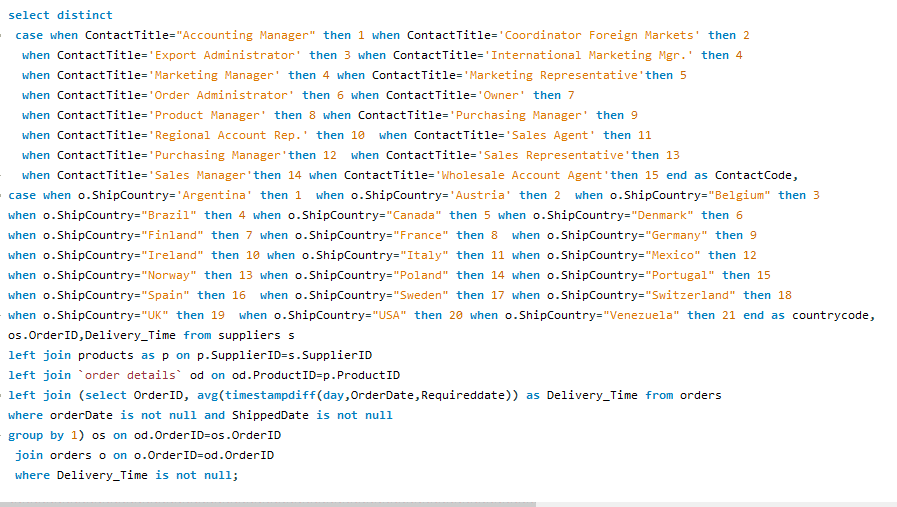 select distinct
case when ContactTitle="Accounting Manager" then 1 when ContactTitle='Coordinator Foreign Markets' then 2
when ContactTitle='Export Administrator' then 3 when ContactTitle='International Marketing Mgr.' then 4
when ContactTitle='Marketing Manager' then 4 when ContactTitle='Marketing Representative'then 5
when ContactTitle='Order Administrator' then 6 when ContactTitle='Owner' then 7
when ContactTitle='Product Manager' then 8 when ContactTitle='Purchasing Manager' then 9
when ContactTitle='Regional Account Rep.' then 10  when ContactTitle='Sales Agent' then 11
when ContactTitle='Purchasing Manager'then 12  when ContactTitle='Sales Representative'then 13
when ContactTitle='Sales Manager'then 14 when ContactTitle='Wholesale Account Agent'then 15 end as ContactCode,
case when o.ShipCountry='Argentina' then 1  when o.ShipCountry='Austria' then 2  when o.ShipCountry="Belgium" then 3
when o.ShipCountry="Brazil" then 4 when o.ShipCountry="Canada" then 5 when o.ShipCountry="Denmark" then 6
when o.ShipCountry="Finland" then 7 when o.ShipCountry="France" then 8  when o.ShipCountry="Germany" then 9
when o.ShipCountry="Ireland" then 10 when o.ShipCountry="Italy" then 11 when o.ShipCountry="Mexico" then 12
when o.ShipCountry="Norway" then 13 when o.ShipCountry="Poland" then 14 when o.ShipCountry="Portugal" then 15
when o.ShipCountry="Spain" then 16  when o.ShipCountry="Sweden" then 17 when o.ShipCountry="Switzerland" then 18
when o.ShipCountry="UK" then 19  when o.ShipCountry="USA" then 20 when o.ShipCountry="Venezuela" then 21 end as countrycode,
os.OrderID,Delivery_Time from suppliers s
left join products as p on p.SupplierID=s.SupplierID
left join `order details` od on od.ProductID=p.ProductID
left join (select OrderID, avg(timestampdiff(day,OrderDate,Requireddate)) as Delivery_Time from orders
where orderDate is not null and ShippedDate is not null
group by 1) os on od.OrderID=os.OrderID
join orders o on o.OrderID=od.OrderID
where Delivery_Time is not null;